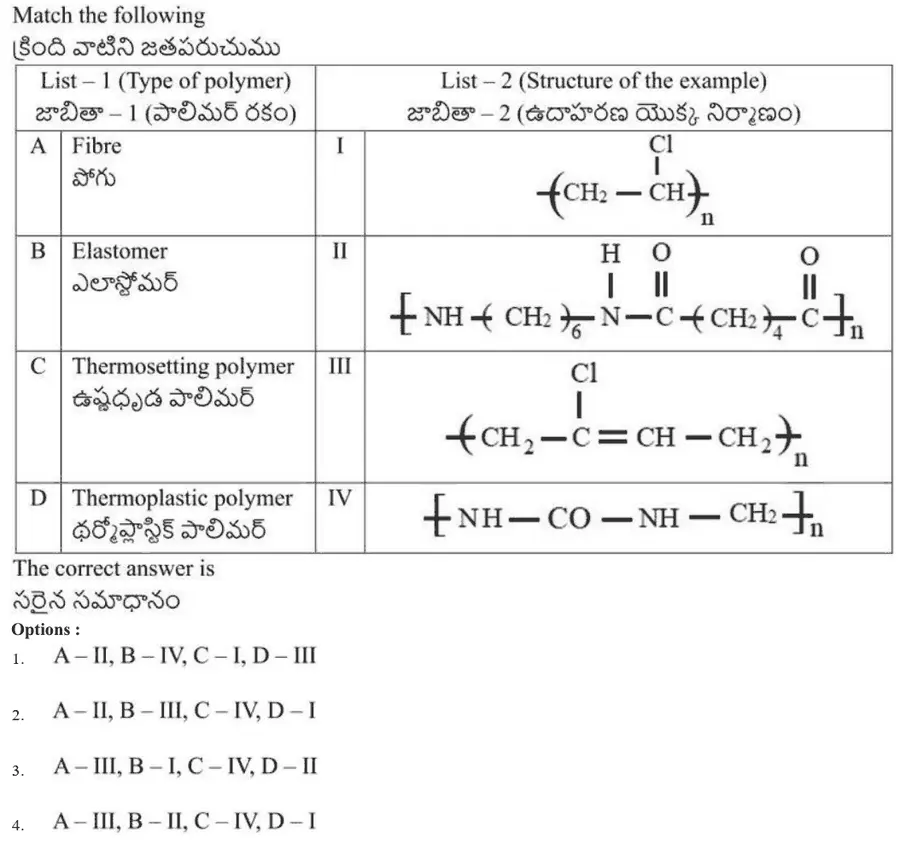 Match the following
క్రింది వాటిని జతపరుచుము
List – 1 (Type of polymer) List – 2 (Structure of the example)
జాబితా – 1 (పాలిమర్ రకం) జాబితా – 2 (ఉదాహరణ యొక్క నిర్మాణం)
A Fibre I
పోగు
Cl
(CH2 — CH)n
B Elastomer II
ఎలాస్టోమర్
H O O
[NH-(CH2)6-N—C-(CH2)4-C]n
C Thermosetting polymer III
ఉష్ణధృడ పాలిమర్
Cl
(CH2—C=CH—CH2)n
D Thermoplastic polymer IV
థర్మోప్లాస్టిక్ పాలిమర్
[NH—CO—NH—CH2]n
The correct answer is
సరైన సమాధానం
Options :
1. A – II, B – IV, C – I, D – III
2. A – II, B – III, C – IV, D – I
3. A – III, B – I, C – IV, D – II
4. A – III, B – II, C – IV, D – I